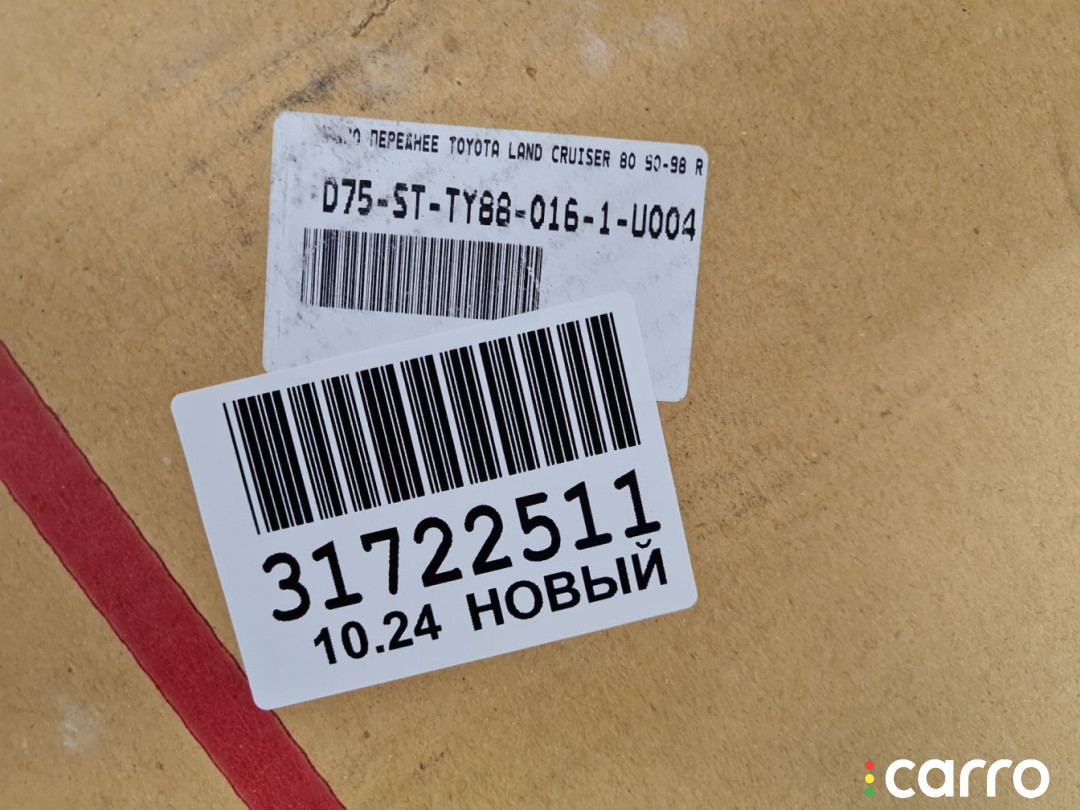 ПЕРЕДНЕЕ TOYOTA LAND CRUISER 80 90-98 R
D75-ST-TY88-016-1-U004
31722511
10.24 НОВЫЙ
carro